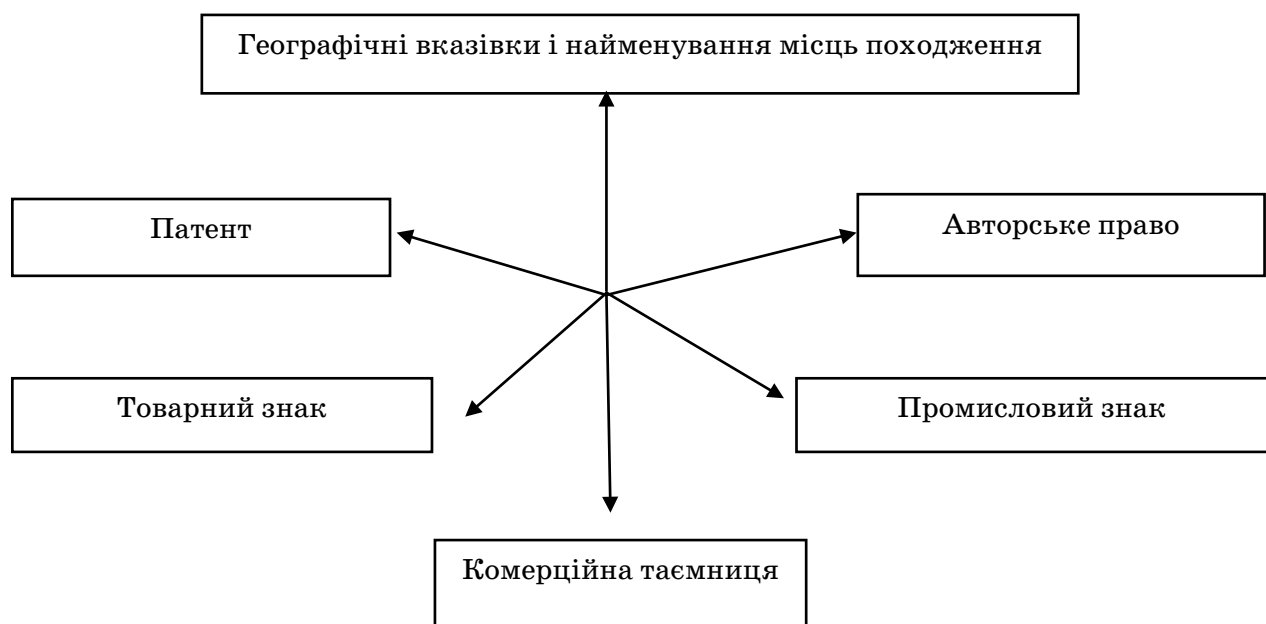 Географічні вказівки і найменування місць походження
Патент
Авторське право
Товарний знак
Промисловий знак
Комерційна таємниця